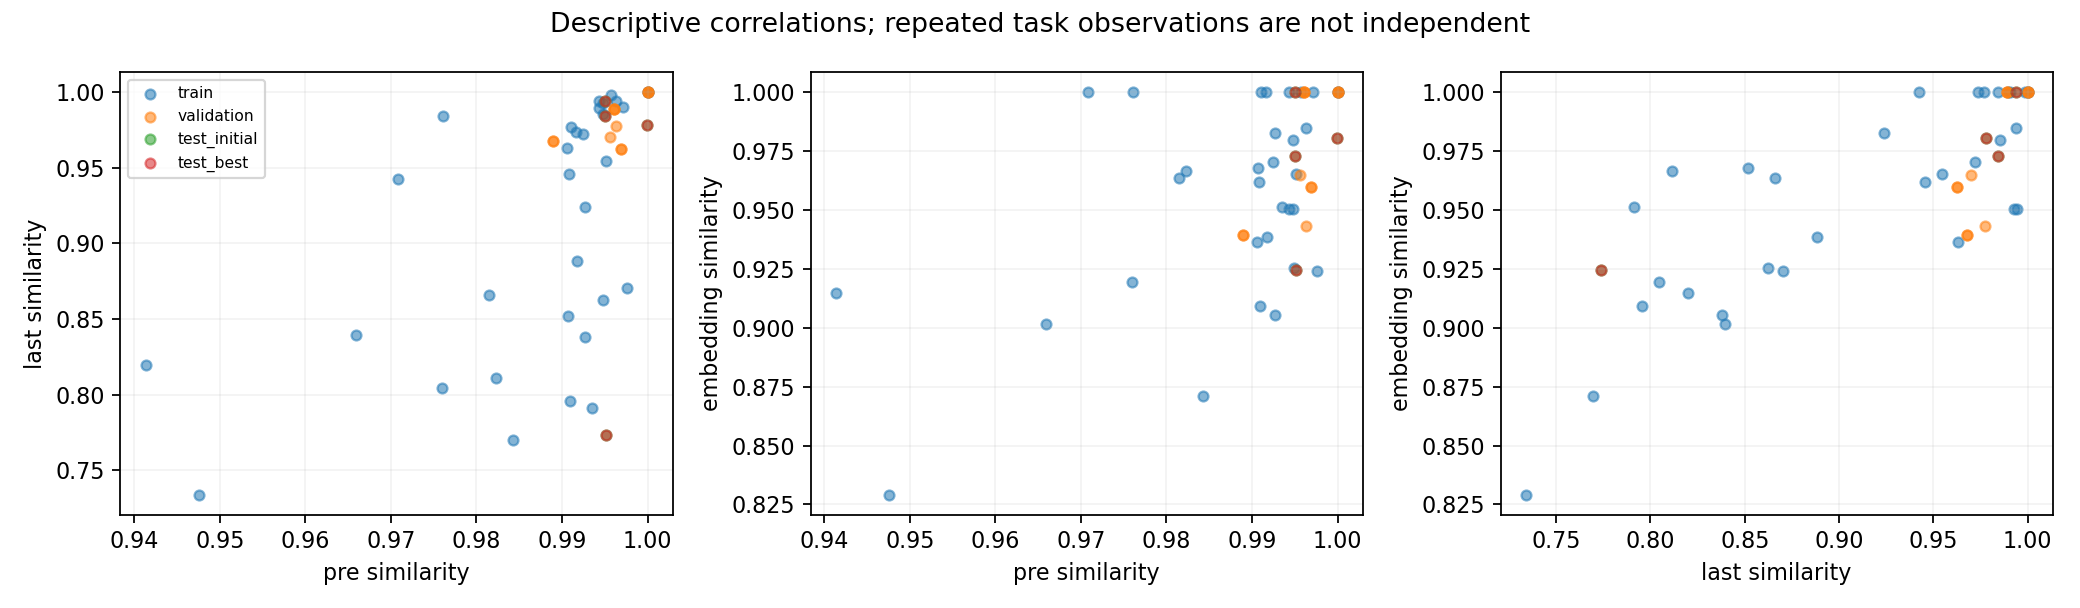 Descriptive correlations; repeated task observations are not independent
train
validation
test_initial
test_best
1.00
0.95
0.90
0.85
0.80
0.75
last similarity
0.94 0.95 0.96 0.97 0.98 0.99 1.00
pre similarity
1.000
0.975
0.950
0.925
0.900
0.875
0.850
0.825
embedding similarity
0.94 0.95 0.96 0.97 0.98 0.99 1.00
pre similarity
1.000
0.975
0.950
0.925
0.900
0.875
0.850
0.825
embedding similarity
0.75 0.80 0.85 0.90 0.95 1.00
last similarity